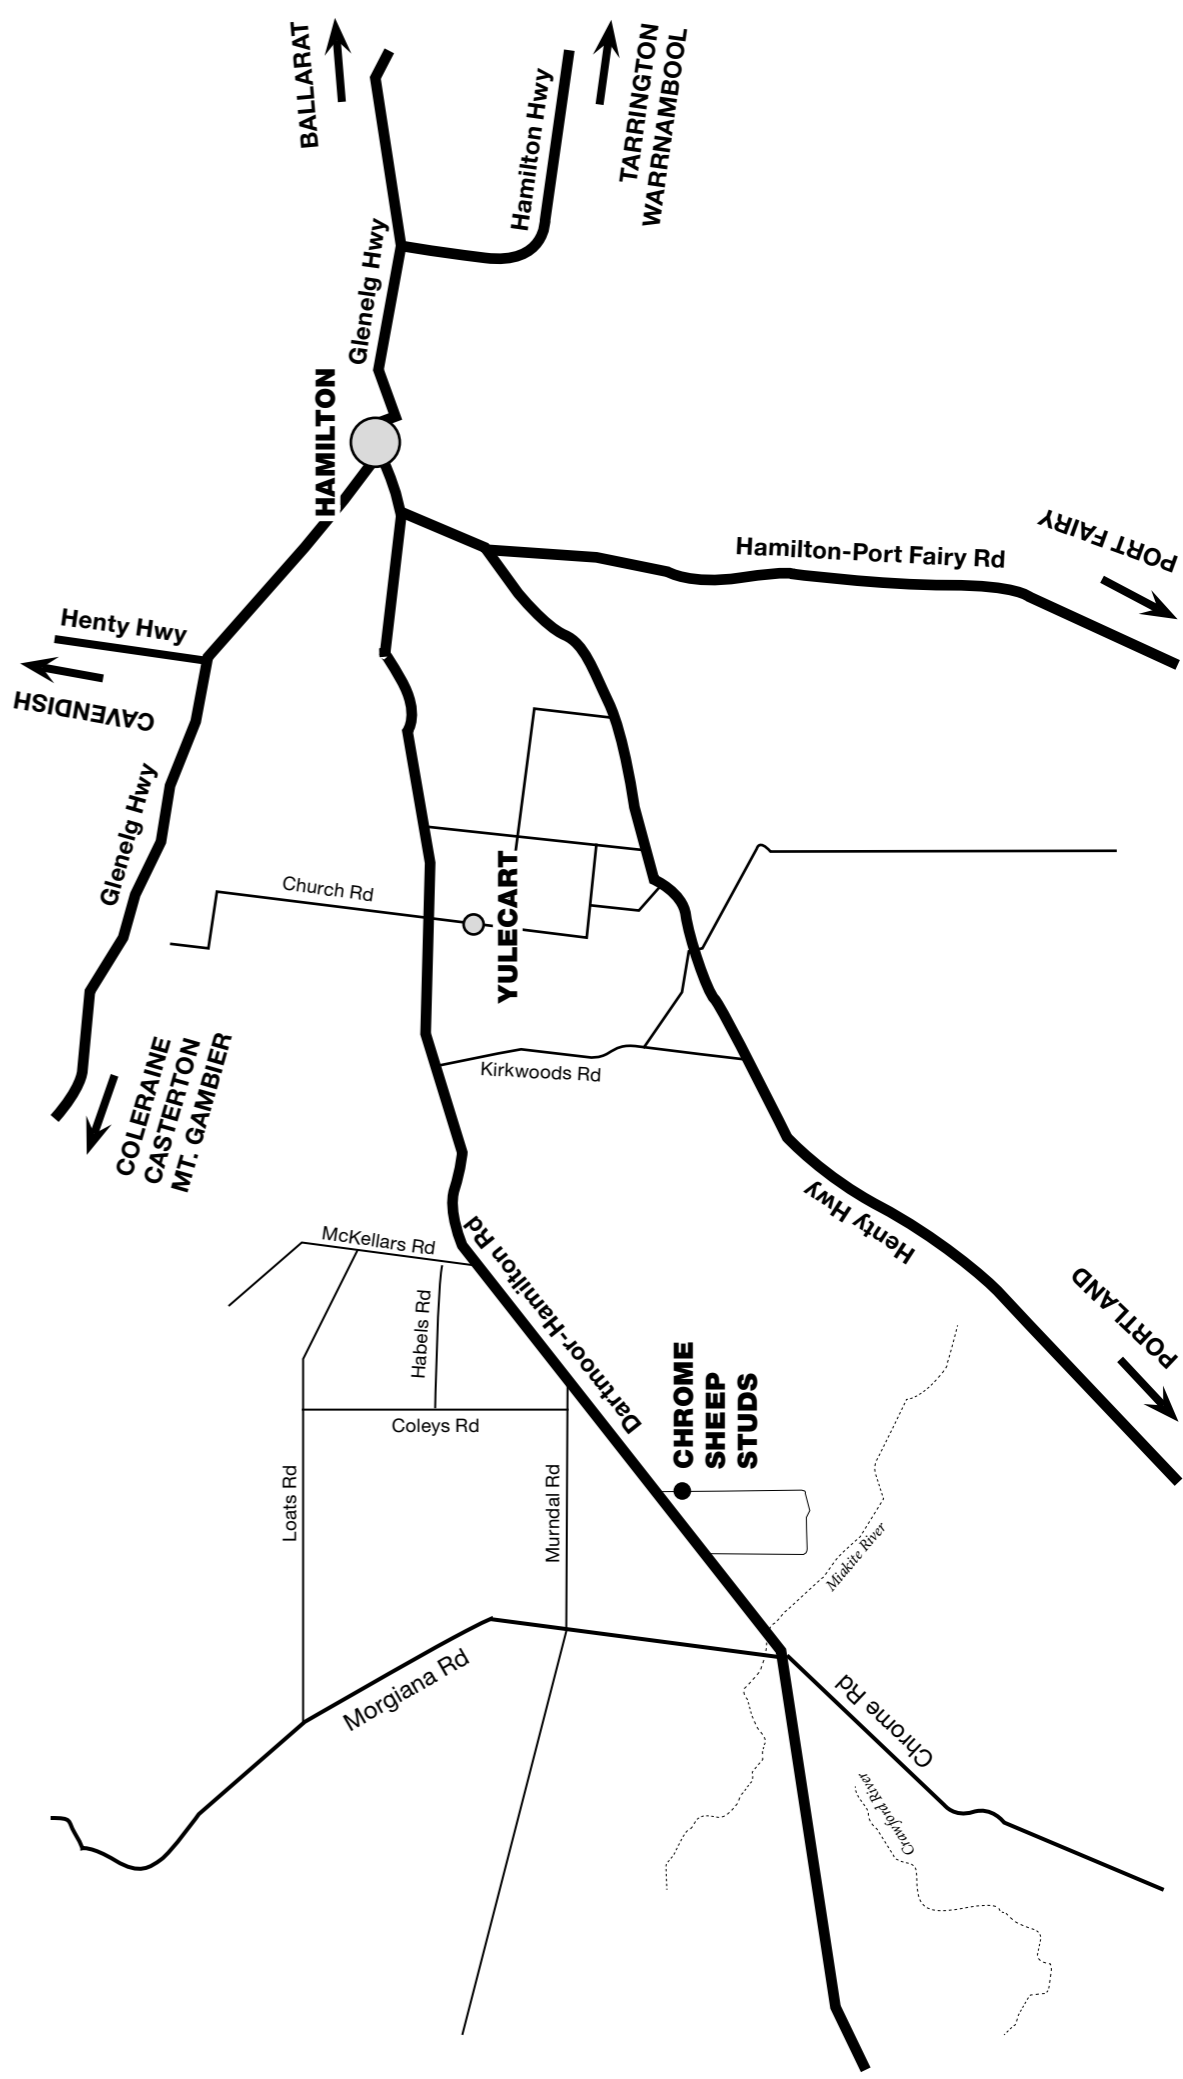 BALLARAT
Hamilton Hwy
TARRINGTON
WARRNAMBOOL
Glenelg Hwy
HAMILTON
PORT FAIRY
Hamilton-Port Fairy Rd
Henty Hwy
CAVENDISH
Glenelg Hwy
Church Rd
YULECART
COLERAINE
CASTERTON
MT. GAMBIER
Kirkwoods Rd
Henty Hwy
McKellars Rd
Dartmoor-Hamilton Rd
Habels Rd
PORTLAND
CHROME
SHEEP
STUDS
Coleys Rd
Loats Rd
Murndal Rd
Miakite River
Morgiana Rd
Chrome Rd
Crawford River